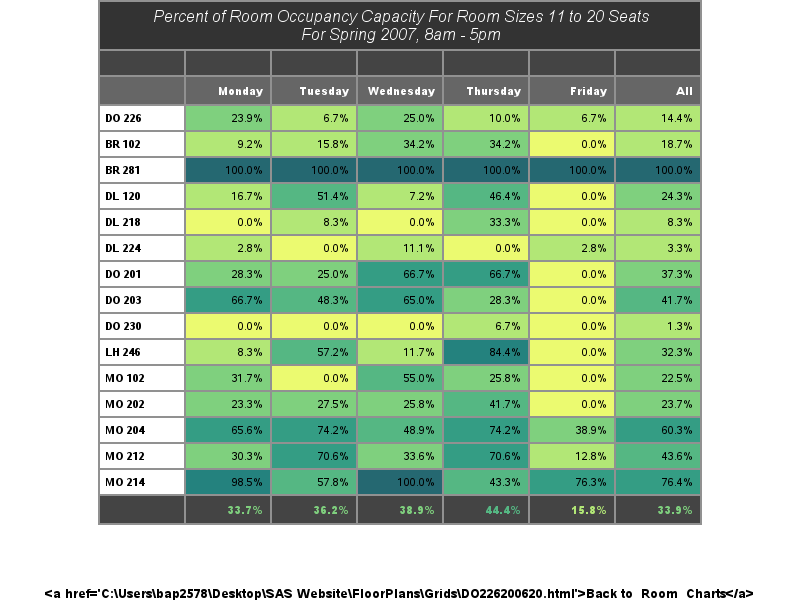 Percent of Room Occupancy Capacity For Room Sizes 11 to 20 Seats
For Spring 2007, 8am - 5pm
Monday Tuesday Wednesday Thursday Friday All
DO 226 23.9% 6.7% 25.0% 10.0% 6.7% 14.4%
BR 102 9.2% 15.8% 34.2% 34.2% 0.0% 18.7%
BR 281 100.0% 100.0% 100.0% 100.0% 100.0% 100.0%
DL 120 16.7% 51.4% 7.2% 46.4% 0.0% 24.3%
DL 218 0.0% 8.3% 0.0% 33.3% 0.0% 8.3%
DL 224 2.8% 0.0% 11.1% 0.0% 2.8% 3.3%
DO 201 28.3% 25.0% 66.7% 66.7% 0.0% 37.3%
DO 203 66.7% 48.3% 65.0% 28.3% 0.0% 41.7%
DO 230 0.0% 0.0% 0.0% 6.7% 0.0% 1.3%
LH 246 8.3% 57.2% 11.7% 84.4% 0.0% 32.3%
MO 102 31.7% 0.0% 55.0% 25.8% 0.0% 22.5%
MO 202 23.3% 27.5% 25.8% 41.7% 0.0% 23.7%
MO 204 65.6% 74.2% 48.9% 74.2% 38.9% 60.3%
MO 212 30.3% 70.6% 33.6% 70.6% 12.8% 43.6%
MO 214 98.5% 57.8% 100.0% 43.3% 76.3% 76.4%
33.7% 36.2% 38.9% 44.4% 15.8% 33.9%
<a href='C:\Users\bap2578\Desktop\SAS Website\FloorPlans\Grids\DO226200620.html'>Back to Room Charts</a>